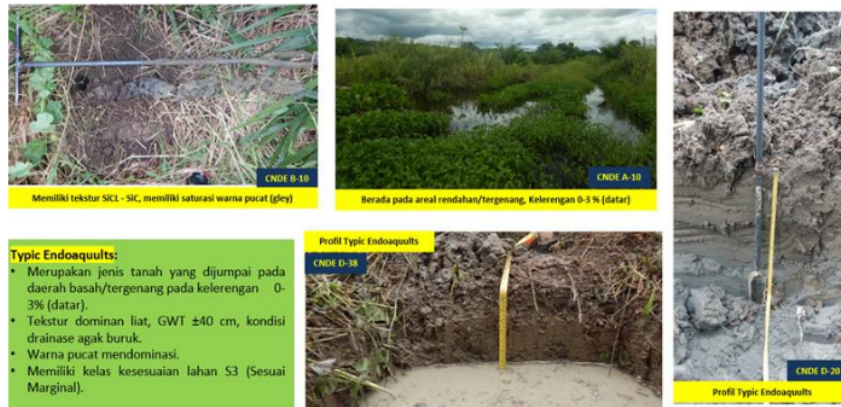 CNDE B-10
Memiliki tekstur SiCL - SiC, memiliki saturasi warna pucat (gley)
CNDE A-10
Berada pada areal rendahan/tergenang, Kelerengan 0-3 % (datar)
Typic Endoaquults:
• Merupakan jenis tanah yang dijumpai pada
daerah basah/tergenang pada kelerengan 0-
3% (datar).
• Tekstur dominan liat, GWT ±40 cm, kondisi
drainase agak buruk.
• Warna pucat mendominasi.
• Memiliki kelas kesesuaian lahan S3 (Sesuai
Marginal).
Profil Typic Endoaquults
CNDE D-38
CNDE D-20
Profil Typic Endoaquults